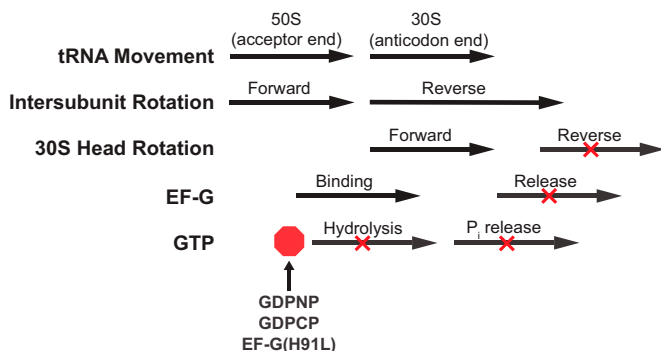 50S
(acceptor end)
30S
(anticodon end)
tRNA Movement
Intersubunit Rotation
Forward
Reverse
30S Head Rotation
Forward
Reverse
EF-G
Binding
Release
GTP
Hydrolysis
Pi release
GDPNP
GDPCP
EF-G(H91L)